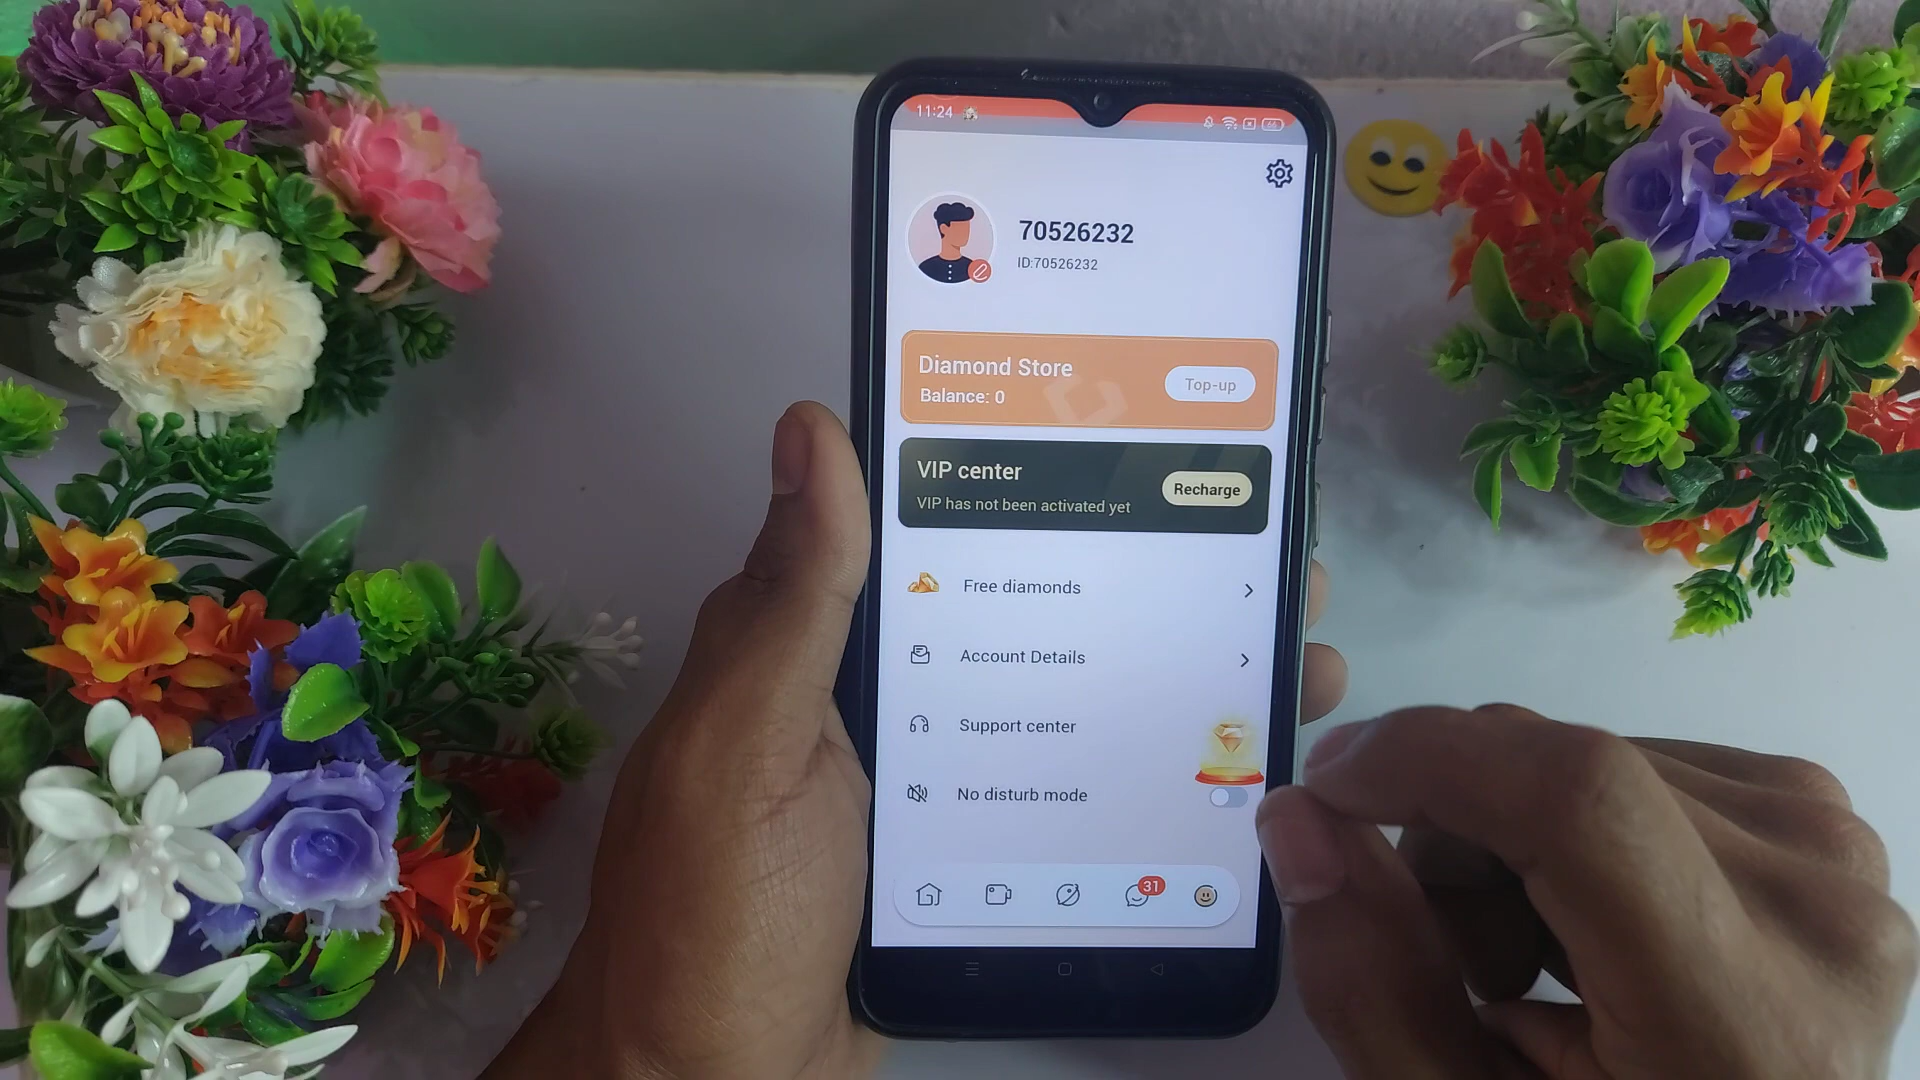 11:24
66
70526232
ID:70526232
Diamond Store
Balance: 0
Top-up
VIP center
VIP has not been activated yet
Recharge
Free diamonds
Account Details
Support center
No disturb mode
31